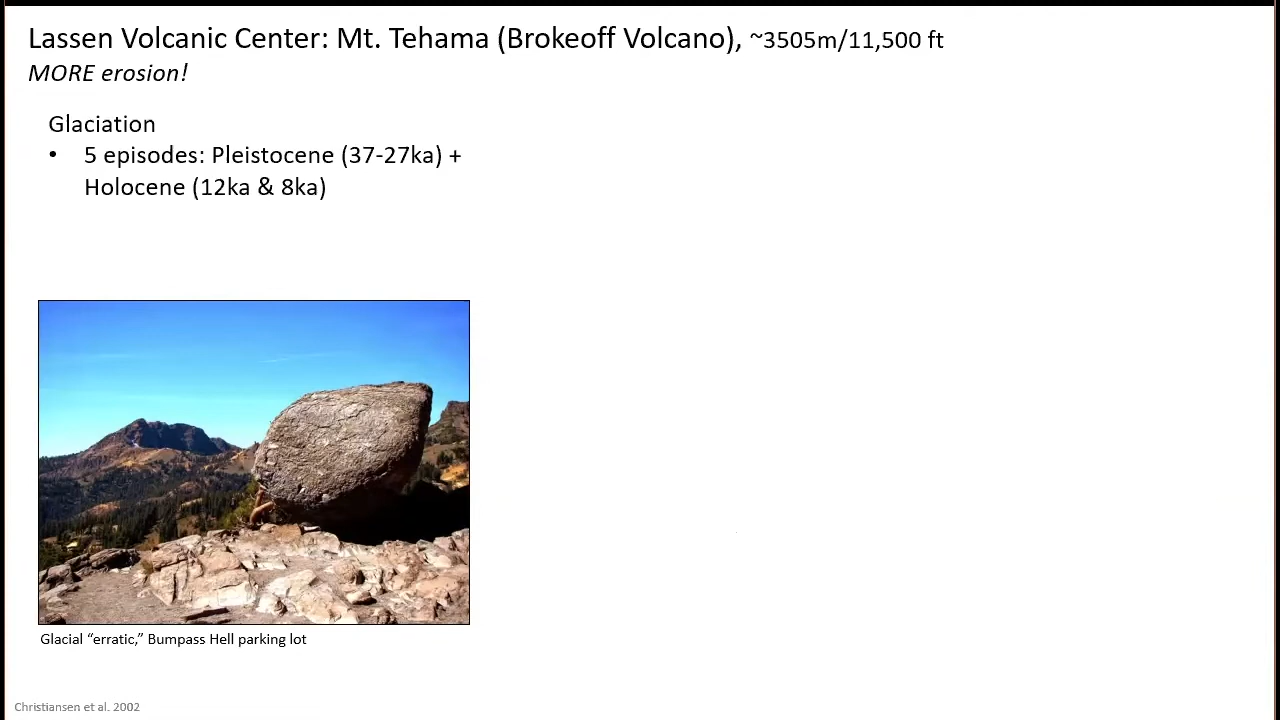 Lassen Volcanic Center: Mt. Tehama (Brokeoff Volcano), ~3505m/11,500 ft
MORE erosion!
Glaciation
• 5 episodes: Pleistocene (37-27ka) +
Holocene (12ka & 8ka)
Glacial “erratic,” Bumpass Hell parking lot
Christiansen et al. 2002